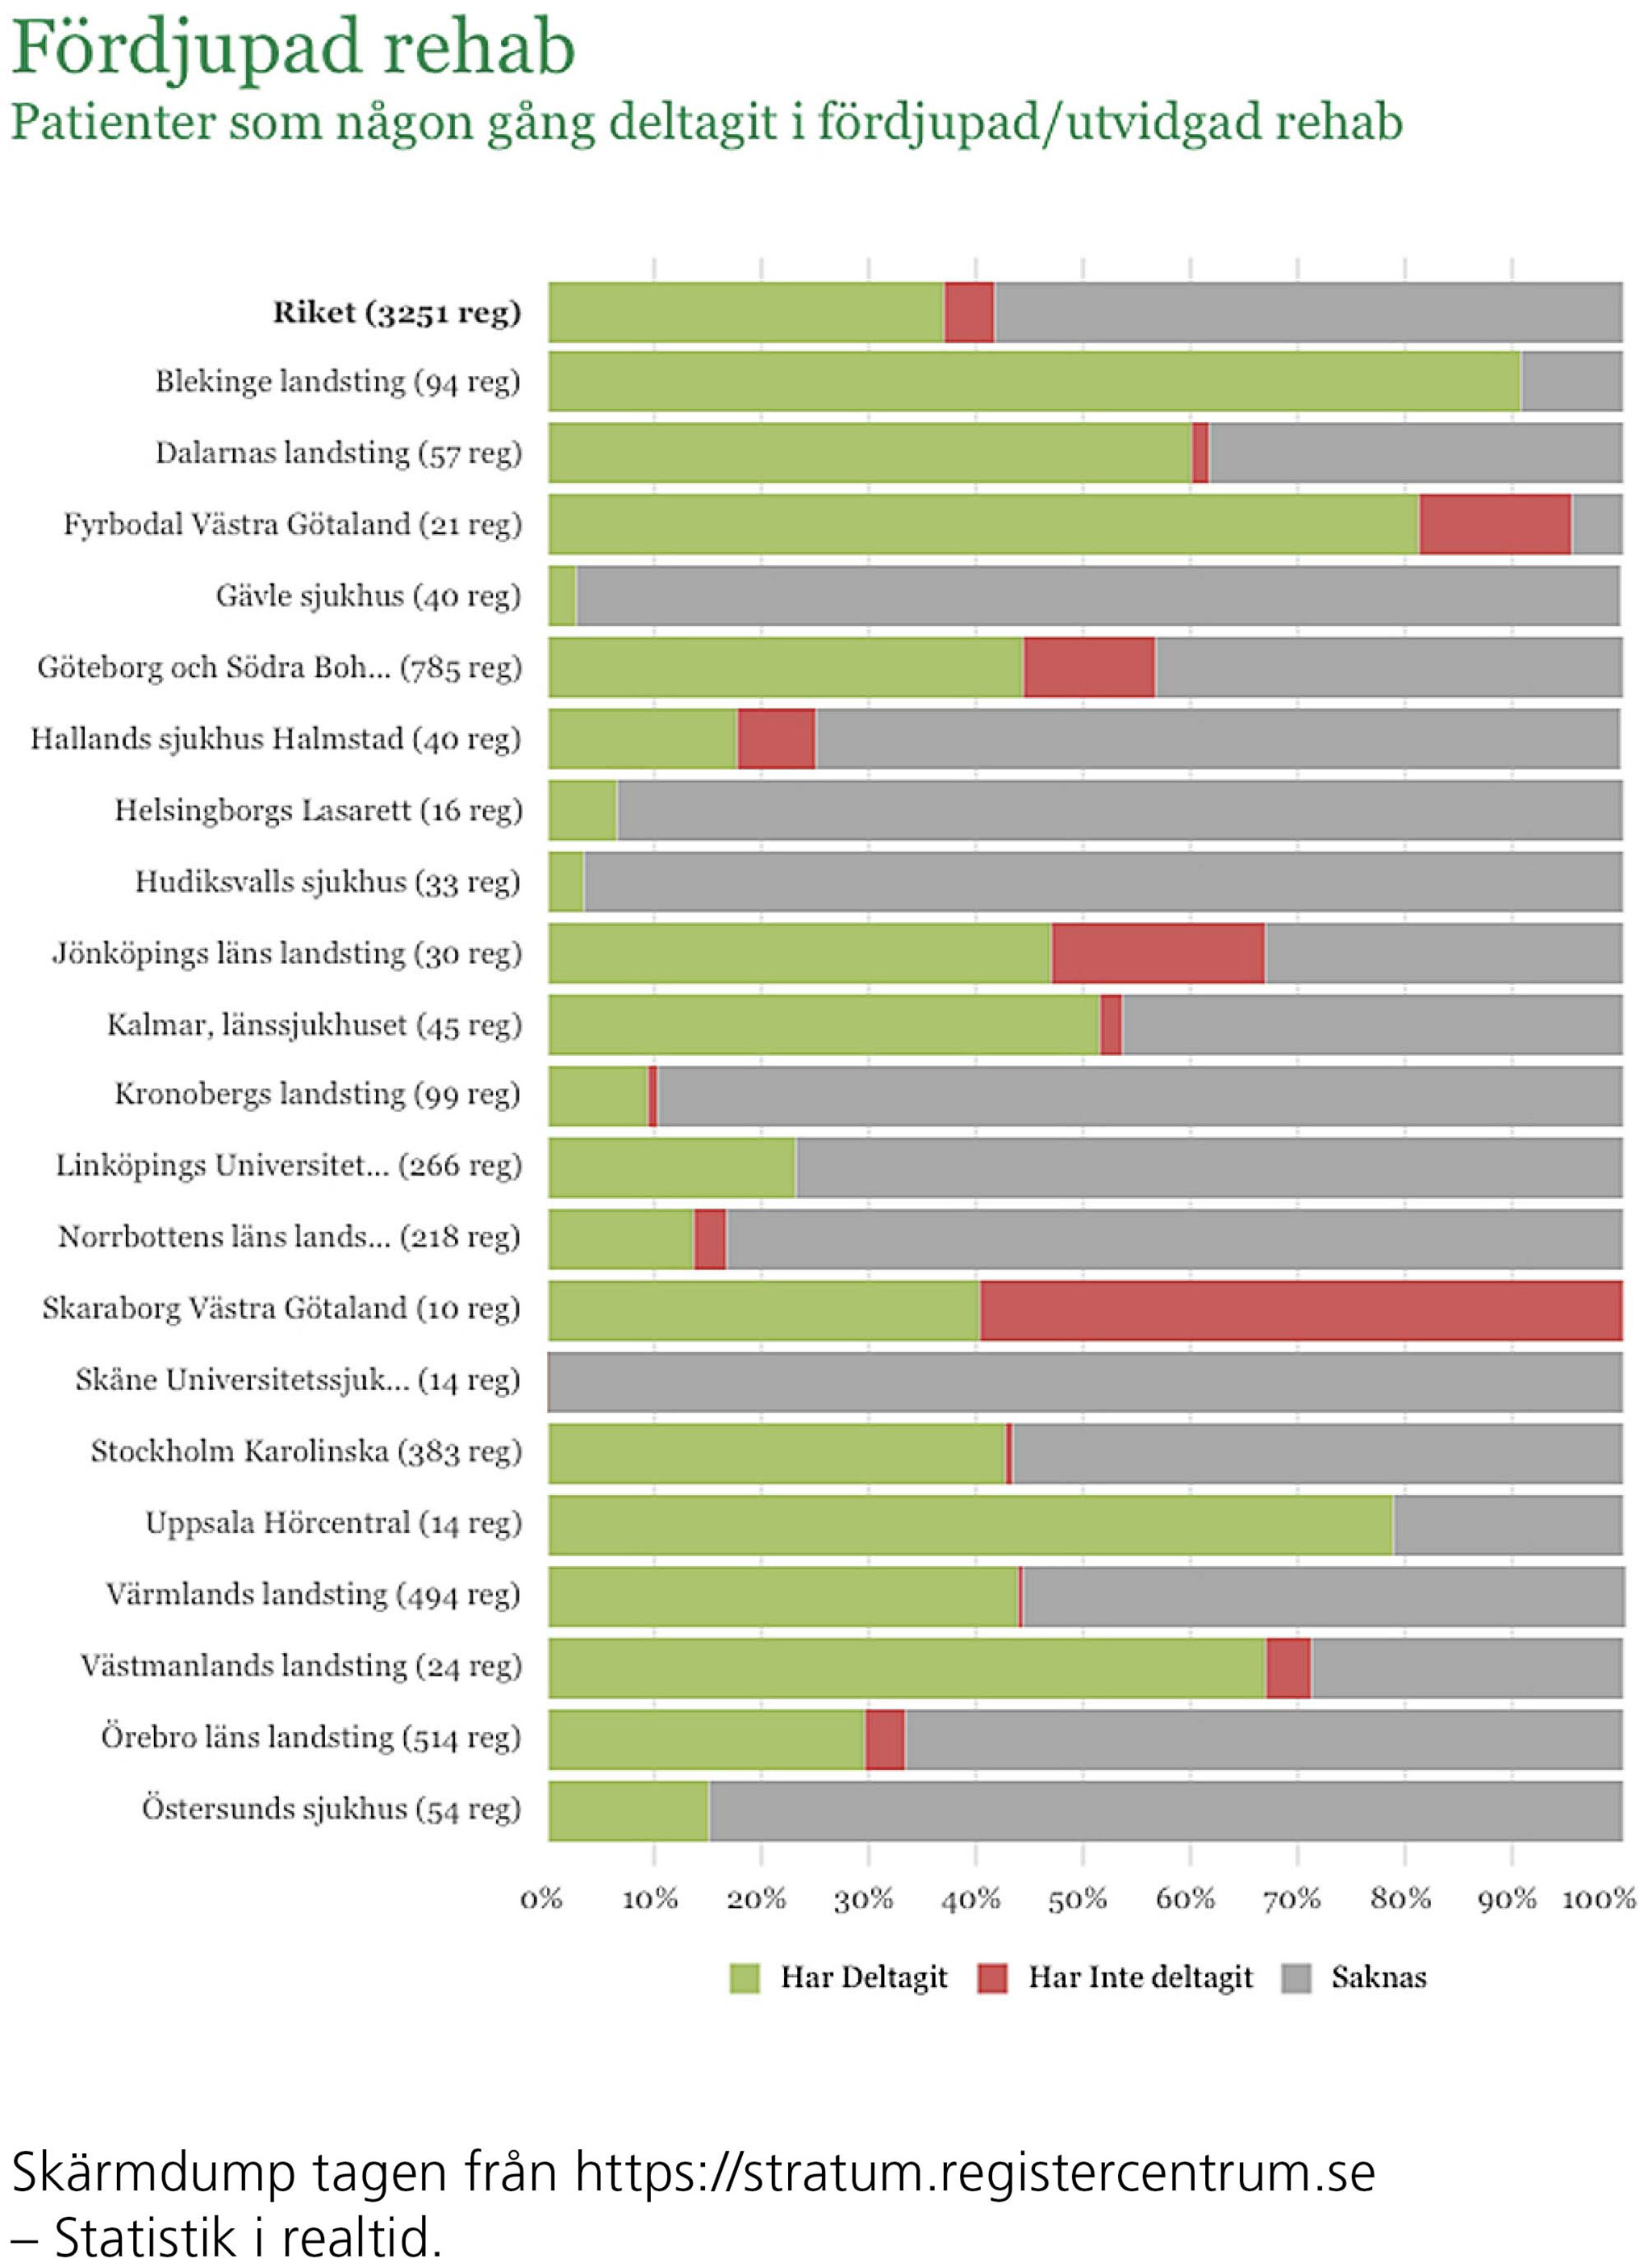 Fördjupad rehab
Patienter som någon gång deltagit i fördjupad/utvidgad rehab
Riket (3251 reg)
Blekinge landsting (94 reg)
Dalarnas landsting (57 reg)
Fyrbodal Västra Götaland (21 reg)
Gävle sjukhus (40 reg)
Göteborg och Södra Boh... (785 reg)
Hallands sjukhus Halmstad (40 reg)
Helsingborgs Lasarett (16 reg)
Hudiksvalls sjukhus (33 reg)
Jönköpings läns landsting (30 reg)
Kalmar, länssjukhuset (45 reg)
Kronobergs landsting (99 reg)
Linköpings Universitet... (266 reg)
Norrbottens läns lands... (218 reg)
Skaraborg Västra Götaland (10 reg)
Skåne Universitetssjuk... (14 reg)
Stockholm Karolinska (383 reg)
Uppsala Hörcentral (14 reg)
Värmlands landsting (494 reg)
Västmanlands landsting (24 reg)
Örebro läns landsting (514 reg)
Östersunds sjukhus (54 reg)
0% 10% 20% 30% 40% 50% 60% 70% 80% 90% 100%
Har Deltagit Har Inte deltagit Saknas
Skärmdump tagen från https://stratum.registercentrum.se
– Statistik i realtid.